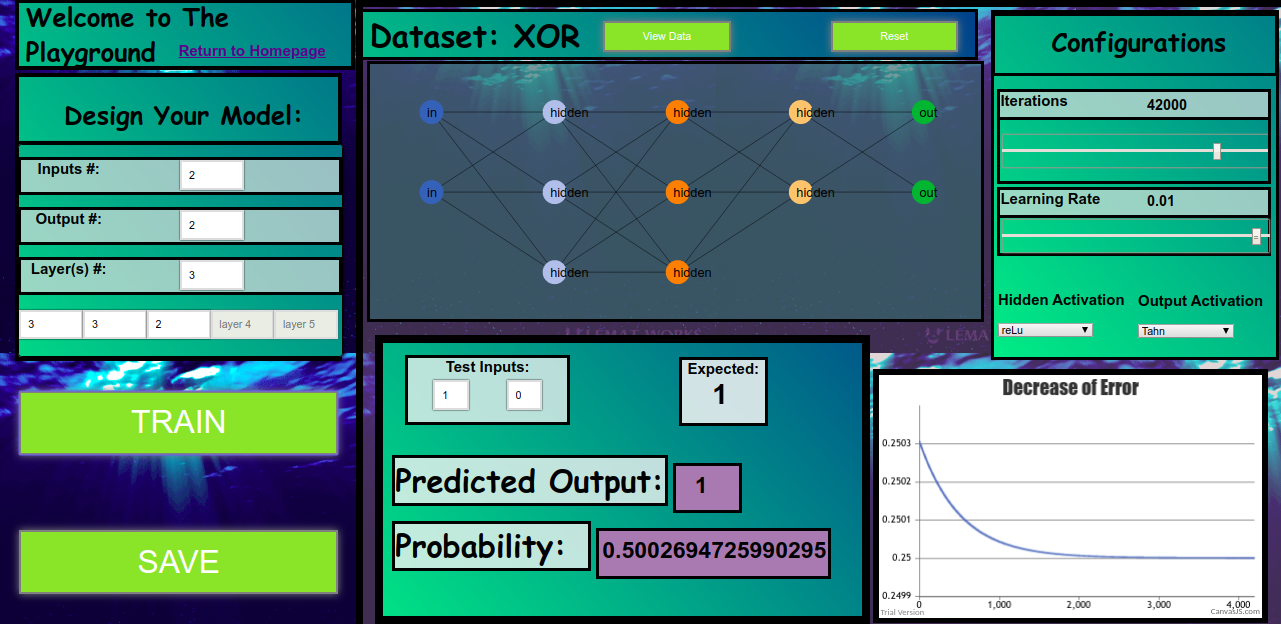 Welcome to The
Playground
Return to Homepage
Design Your Model:
Inputs #:
2
Output #:
2
Layer(s) #:
3
3
3
2
layer 4
layer 5
TRAIN
SAVE
Dataset: XOR
View Data
Reset
in
hidden
hidden
hidden
out
in
hidden
hidden
hidden
out
hidden
hidden
LEMAT WORKS
LEMA
Test Inputs:
1
0
Expected:
1
Predicted Output:
1
Probability:
0.5002694725990295
Configurations
Iterations
42000
Learning Rate
0.01
Hidden Activation
Output Activation
reLu
Tahn
Decrease of Error
0.2503
0.2502
0.2501
0.25
0.2499
0
1,000
2,000
3,000
4,000
Trial Version
CanvasJS.com